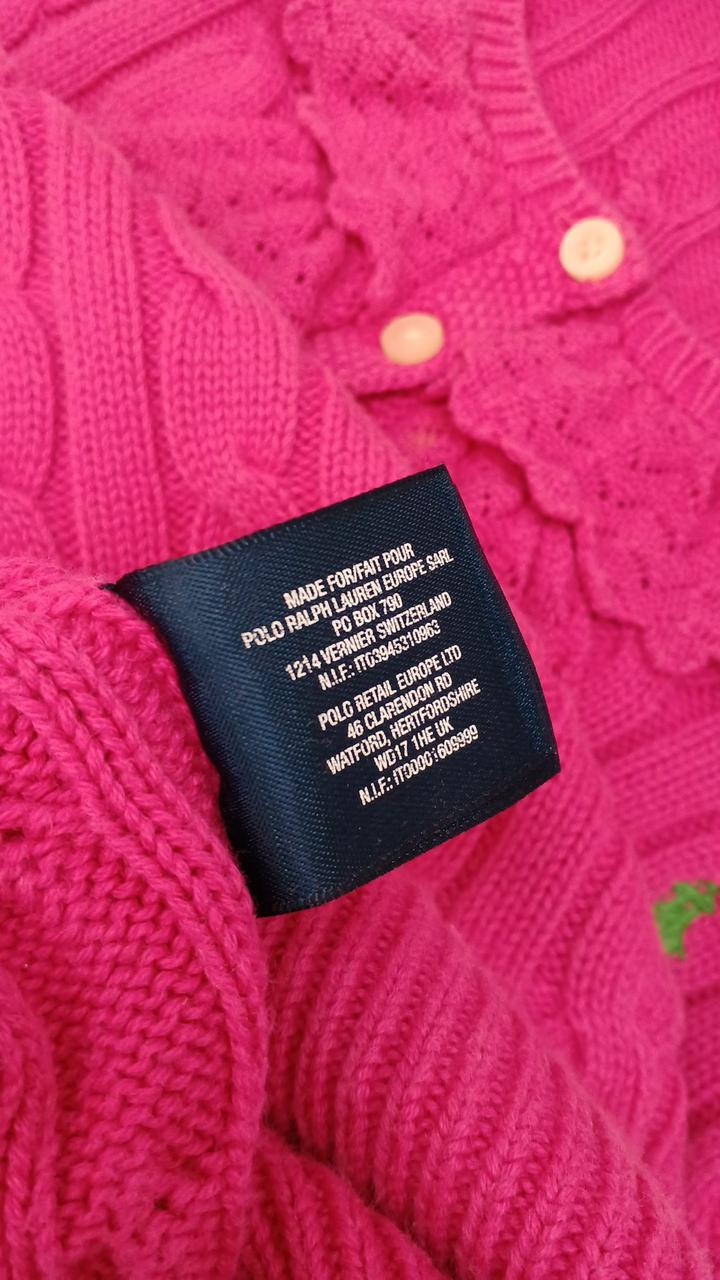 MADE FOR/FAIT POUR
POLO RALPH LAUREN EUROPE SARL
PO BOX 790
1214 VERNIER SWITZERLAND
N.I.F.: IT03945310963
POLO RETAIL EUROPE LTD
46 CLARENDON RD
WATFORD, HERTFORDSHIRE
WD17 1HE UK
N.I.F.: